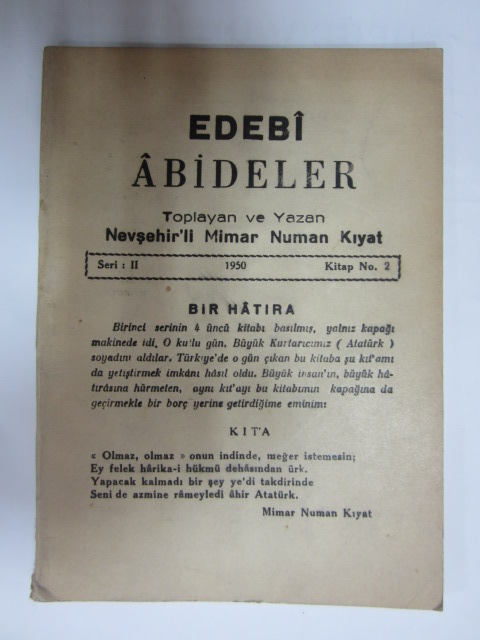 EDEBÎ
ÂBİDELER
Toplayan ve Yazan
Nevşehir'li Mimar Numan Kıyat
Seri : II 1950 Kitap No. 2
BİR HÂTIRA
Birinci serinin 4 üncü kitabı basılmış, yalnız kapağı
makinede idi. O kutlu gün. Büyük Kurtarıcımız ( Atatürk )
soyadını aldılar. Türkiye'de o gün çıkan bu kitaba şu kıt'amı
da yetiştirmek imkânı hâsıl oldu. Büyük insan'ın, büyük hâ-
tırâsına hürmeten, aynı kıt'ayı bu kitabımın kapağına da
geçirmekle bir borç yerine getirdiğime eminim:
KIT'A
« Olmaz, olmaz » onun indinde, meğer istemesin;
Ey felek hârika-i hükmü dehâsından ürk.
Yapacak kalmadı bir şey ye'di takdirinde
Seni de azmine râmeyledi âhir Atatürk.
Mimar Numan Kıyat